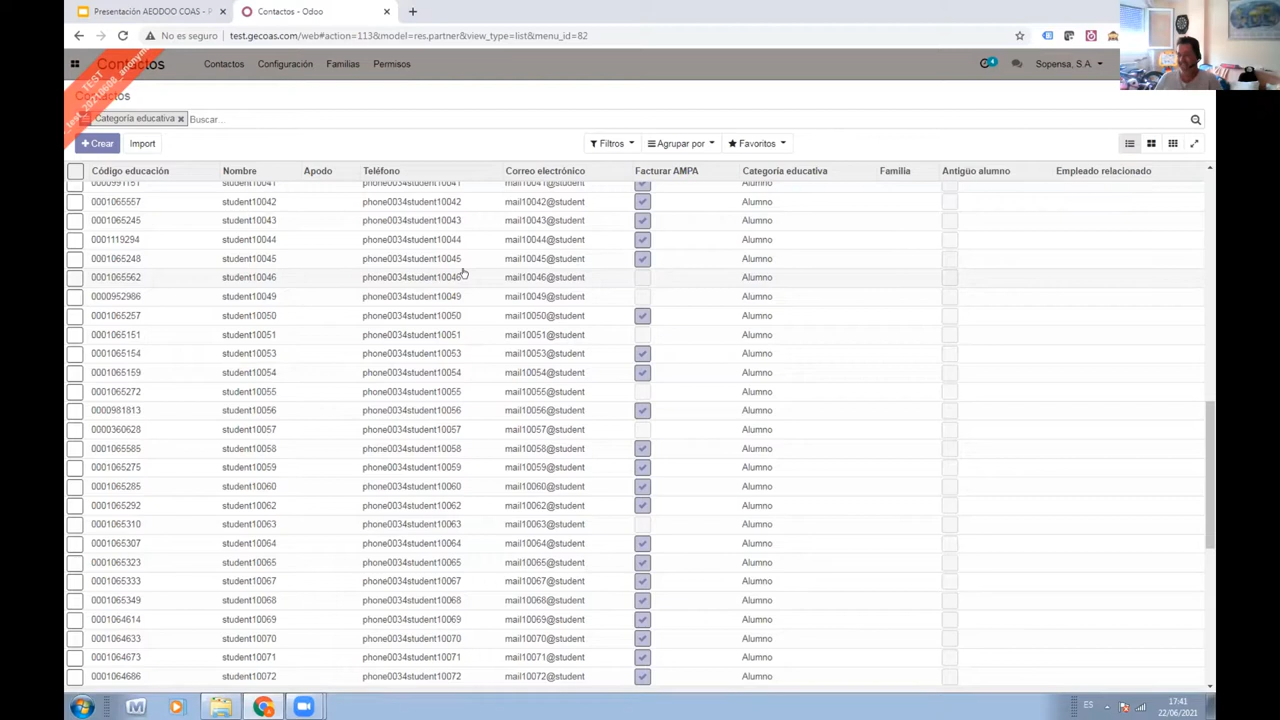 Presentación AEODOO COAS - P
Contactos - Odoo
No es seguro test.gecoas.com/web#action=113&model=res.partner&view_type=list&menu_id=82
Contactos Contactos Configuración Familias Permisos 4 Sopensa, S.A.
TEST
Contactos
Categoría educativa Buscar...
Crear Import Filtros Agrupar por Favoritos
Código educación Nombre Apodo Teléfono Correo electrónico Facturar AMPA Categoría educativa Familia Antigüo alumno Empleado relacionado
0000991151 student10041 phone0034student10041 mail10041@student Alumno
0001065557 student10042 phone0034student10042 mail10042@student Alumno
0001065245 student10043 phone0034student10043 mail10043@student Alumno
0001119294 student10044 phone0034student10044 mail10044@student Alumno
0001065248 student10045 phone0034student10045 mail10045@student Alumno
0001065562 student10046 phone0034student10046 mail10046@student Alumno
0000952986 student10049 phone0034student10049 mail10049@student Alumno
0001065257 student10050 phone0034student10050 mail10050@student Alumno
0001065151 student10051 phone0034student10051 mail10051@student Alumno
0001065154 student10053 phone0034student10053 mail10053@student Alumno
0001065159 student10054 phone0034student10054 mail10054@student Alumno
0001065272 student10055 phone0034student10055 mail10055@student Alumno
0000981813 student10056 phone0034student10056 mail10056@student Alumno
0000360628 student10057 phone0034student10057 mail10057@student Alumno
0001065585 student10058 phone0034student10058 mail10058@student Alumno
0001065275 student10059 phone0034student10059 mail10059@student Alumno
0001065285 student10060 phone0034student10060 mail10060@student Alumno
0001065292 student10062 phone0034student10062 mail10062@student Alumno
0001065310 student10063 phone0034student10063 mail10063@student Alumno
0001065307 student10064 phone0034student10064 mail10064@student Alumno
0001065323 student10065 phone0034student10065 mail10065@student Alumno
0001065333 student10067 phone0034student10067 mail10067@student Alumno
0001065349 student10068 phone0034student10068 mail10068@student Alumno
0001064614 student10069 phone0034student10069 mail10069@student Alumno
0001064633 student10070 phone0034student10070 mail10070@student Alumno
0001064673 student10071 phone0034student10071 mail10071@student Alumno
0001064686 student10072 phone0034student10072 mail10072@student Alumno
ES 17:41
22/06/2021